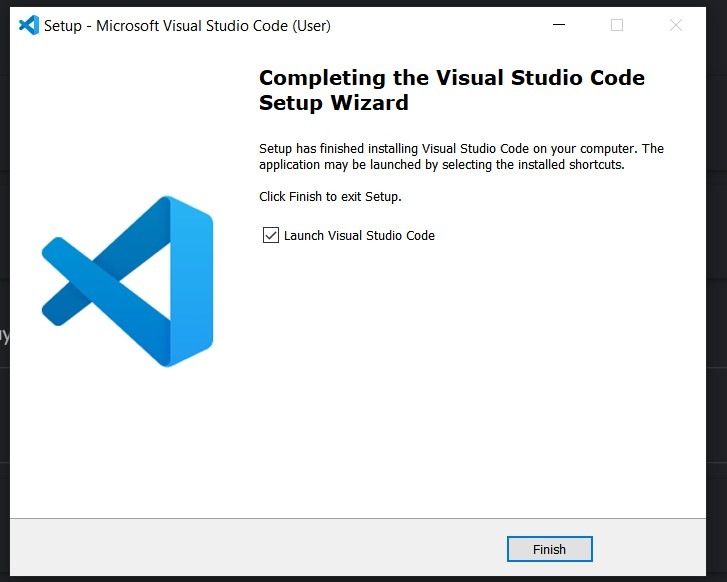 Setup - Microsoft Visual Studio Code (User)
Completing the Visual Studio Code
Setup Wizard
Setup has finished installing Visual Studio Code on your computer. The
application may be launched by selecting the installed shortcuts.
Click Finish to exit Setup.
Launch Visual Studio Code
Finish